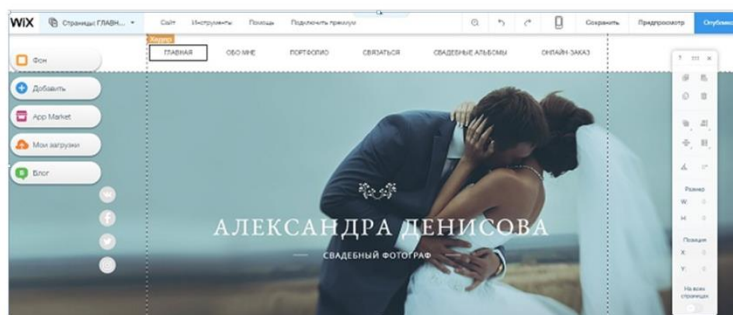 WiX Страницы: ГЛАВН... Сайт Инструменты Помощь Подключить премиум Сохранить Предпросмотр Опублико
Хедер
ГЛАВНАЯ ОБО МНЕ ПОРТФОЛИО СВЯЗАТЬСЯ СВАДЕБНЫЕ АЛЬБОМЫ ОНЛАЙН-ЗАКАЗ
Фон
Добавить
App Market
Мои загрузки
Блог
АЛЕКСАНДРА ДЕНИСОВА
СВАДЕБНЫЙ ФОТОГРАФ
? ×
Размер
W:
H:
Позиция
X:
Y:
На всех
страницах